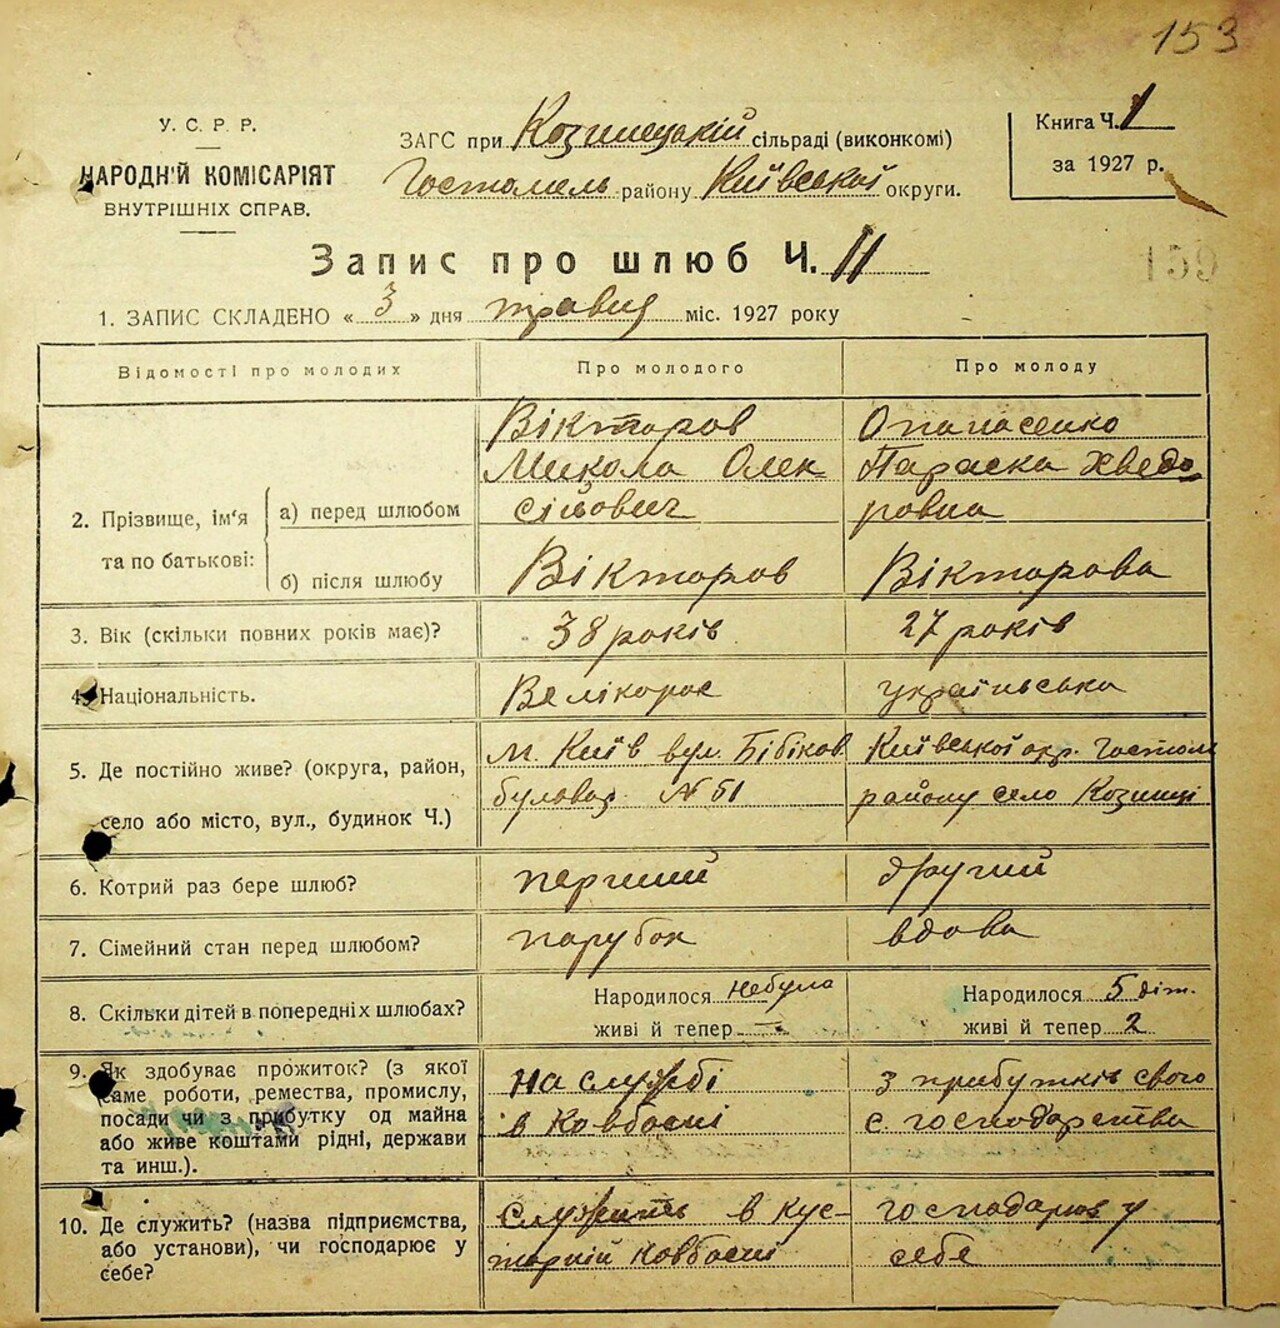 153
У. С. Р. Р.
НАРОДНІЙ КОМІСАРІЯТ
ВНУТРІШНІХ СПРАВ.
ЗАГС при Козинецькій сільраді (виконкомі)
Гостомель району Київської округи.
Книга Ч. 1
за 1927 р.
Запис про шлюб Ч. 11
159
1. ЗАПИС СКЛАДЕНО «3» дня травня міс. 1927 року
Відомості про молодих
Про молодого
Про молоду
2. Прізвище, ім'я
та по батькові:
а) перед шлюбом
Вікторов
Микола Олек-
сійович
Опанасенко
Параска Хведо
ровна
б) після шлюбу
Вікторов
Вікторова
3. Вік (скільки повних років має)?
38 років
27 років
4. Національність.
Велікорос
українська
5. Де постійно живе? (округа, район,
село або місто, вул., будинок Ч.)
м. Київ вул. Бібіков.
бульвар № 51
Київської окр. Гостом
району село Козинці
6. Котрий раз бере шлюб?
перший
другий
7. Сімейний стан перед шлюбом?
парубок
вдова
8. Скільки дітей в попередніх шлюбах?
Народилося небула
живі й тепер —
Народилося 5 діт.
живі й тепер 2
9. Як здобуває прожиток? (з якої
саме роботи, ремества, промислу,
посади чи з прибутку од майна
або живе коштами рідні, держави
та инш.).
на службі
в Ковбасні
з прибутків свого
с. господарства
10. Де служить? (назва підприємства,
або установи), чи господарює у
себе?
служить в кус-
тарній ковбасні
господарює у
себе